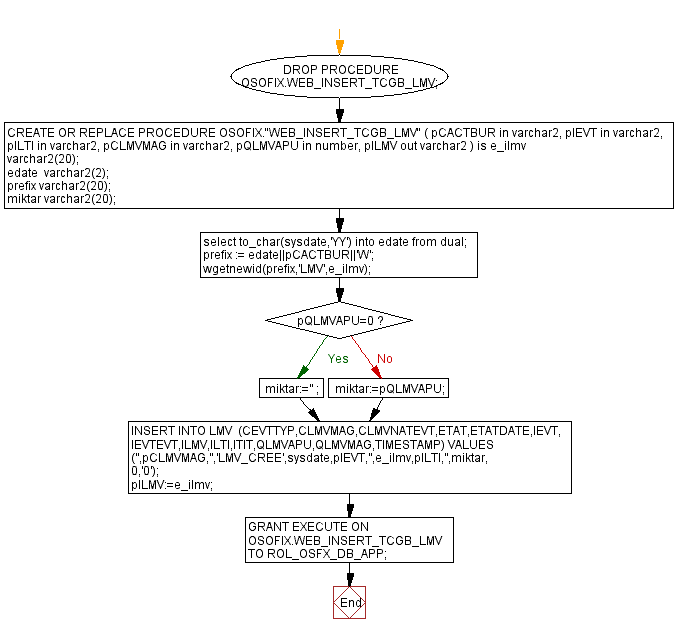 DROP PROCEDURE
OSOFIX.WEB_INSERT_TCGB_LMV;
CREATE OR REPLACE PROCEDURE OSOFIX."WEB_INSERT_TCGB_LMV" ( pCACTBUR in varchar2, pIEVT in varchar2,
pILTI in varchar2, pCLMVMAG in varchar2, pQLMVAPU in number, pILMV out varchar2 ) is e_ilmv
varchar2(20);
edate varchar2(2);
prefix varchar2(20);
miktar varchar2(20);
select to_char(sysdate,'YY') into edate from dual;
prefix := edate||pCACTBUR||'W';
wgetnewid(prefix,'LMV',e_ilmv);
pQLMVAPU=0 ?
Yes
No
miktar:='' ;
miktar:=pQLMVAPU;
INSERT INTO LMV (CEVTTYP,CLMVMAG,CLMVNATEVT,ETAT,ETATDATE,IEVT,
IEVTEVT,ILMV,ILTI,ITIT,QLMVAPU,QLMVMAG,TIMESTAMP) VALUES
('',pCLMVMAG,'','LMV_CREE',sysdate,pIEVT,'',e_ilmv,pILTI,'',miktar,
0,'0');
pILMV:=e_ilmv;
GRANT EXECUTE ON
OSOFIX.WEB_INSERT_TCGB_LMV
TO ROL_OSFX_DB_APP;
End